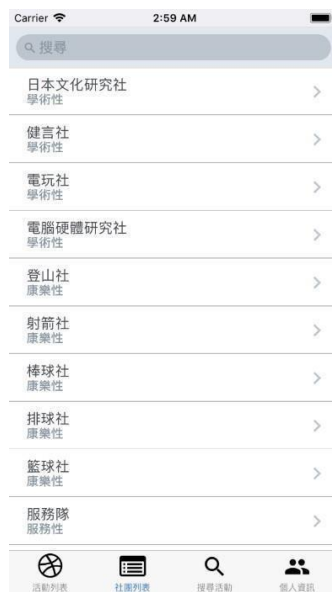 Carrier 2:59 AM
搜尋
日本文化研究社
學術性
健言社
學術性
電玩社
學術性
電腦硬體研究社
學術性
登山社
康樂性
射箭社
康樂性
棒球社
康樂性
排球社
康樂性
籃球社
康樂性
服務隊
服務性
活動列表 社團列表 搜尋活動 個人資訊